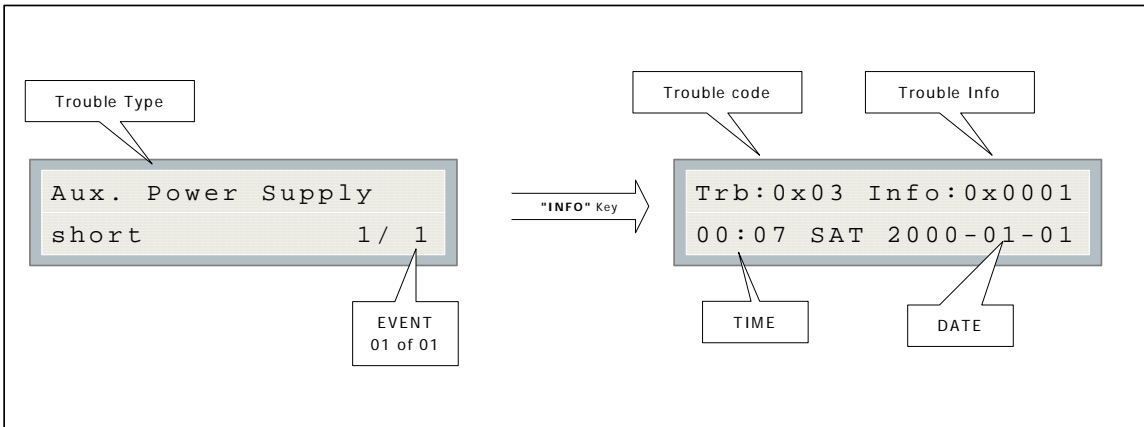 Trouble Type
Aux. Power Supply
short 1/ 1
EVENT
01 of 01
"INFO" Key
Trouble code
Trouble Info
Trb:0x03 Info:0x0001
00:07 SAT 2000-01-01
TIME
DATE